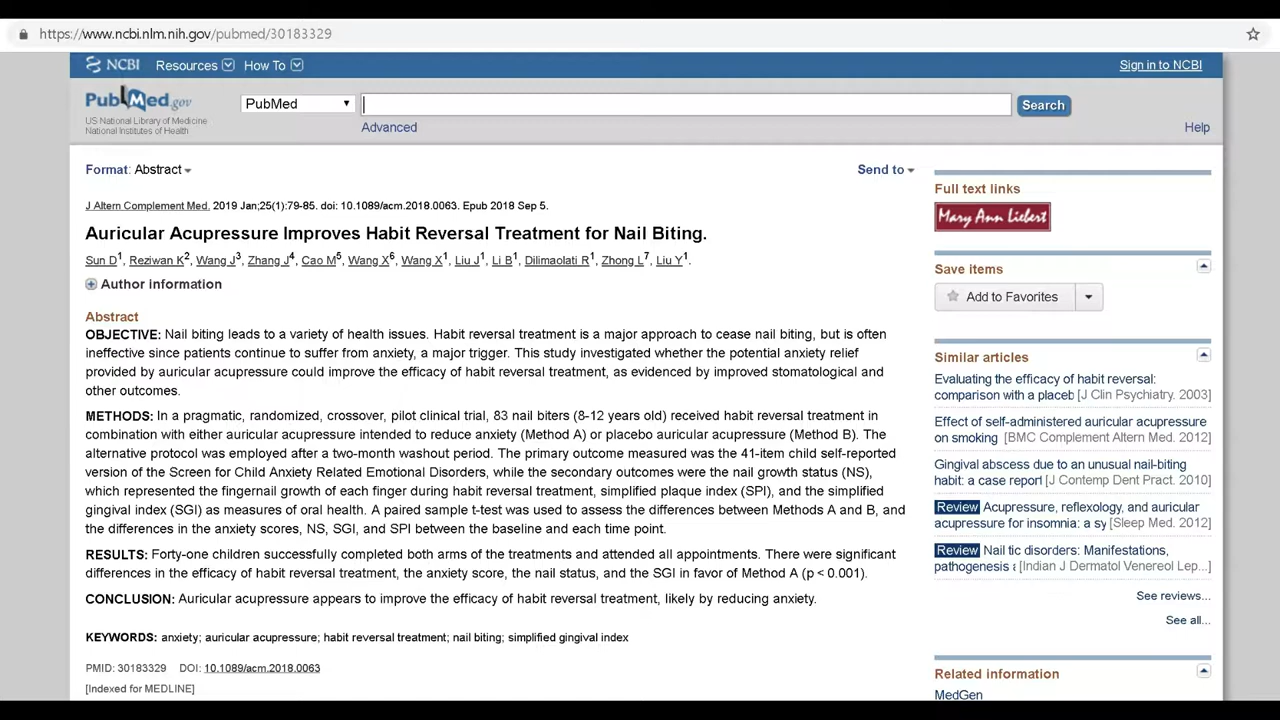 https://www.ncbi.nlm.nih.gov/pubmed/30183329
NCBI Resources How To Sign in to NCBI
PubMed.gov
US National Library of Medicine
National Institutes of Health
PubMed
Search
Advanced
Help
Format: Abstract
Send to
J Altern Complement Med. 2019 Jan;25(1):79-85. doi: 10.1089/acm.2018.0063. Epub 2018 Sep 5.
Auricular Acupressure Improves Habit Reversal Treatment for Nail Biting.
Sun D1, Reziwan K2, Wang J3, Zhang J4, Cao M5, Wang X6, Wang X1, Liu J1, Li B1, Dilimaolati R1, Zhong L7, Liu Y1.
Author information
Abstract
OBJECTIVE: Nail biting leads to a variety of health issues. Habit reversal treatment is a major approach to cease nail biting, but is often
ineffective since patients continue to suffer from anxiety, a major trigger. This study investigated whether the potential anxiety relief
provided by auricular acupressure could improve the efficacy of habit reversal treatment, as evidenced by improved stomatological and
other outcomes.
METHODS: In a pragmatic, randomized, crossover, pilot clinical trial, 83 nail biters (8-12 years old) received habit reversal treatment in
combination with either auricular acupressure intended to reduce anxiety (Method A) or placebo auricular acupressure (Method B). The
alternative protocol was employed after a two-month washout period. The primary outcome measured was the 41-item child self-reported
version of the Screen for Child Anxiety Related Emotional Disorders, while the secondary outcomes were the nail growth status (NS),
which represented the fingernail growth of each finger during habit reversal treatment, simplified plaque index (SPI), and the simplified
gingival index (SGI) as measures of oral health. A paired sample t-test was used to assess the differences between Methods A and B, and
the differences in the anxiety scores, NS, SGI, and SPI between the baseline and each time point.
RESULTS: Forty-one children successfully completed both arms of the treatments and attended all appointments. There were significant
differences in the efficacy of habit reversal treatment, the anxiety score, the nail status, and the SGI in favor of Method A (p < 0.001).
CONCLUSION: Auricular acupressure appears to improve the efficacy of habit reversal treatment, likely by reducing anxiety.
KEYWORDS: anxiety; auricular acupressure; habit reversal treatment; nail biting; simplified gingival index
PMID: 30183329 DOI: 10.1089/acm.2018.0063
[Indexed for MEDLINE]
Full text links
Mary Ann Liebert
Save items
Add to Favorites
Similar articles
Evaluating the efficacy of habit reversal:
comparison with a placeb [J Clin Psychiatry. 2003]
Effect of self-administered auricular acupressure
on smoking [BMC Complement Altern Med. 2012]
Gingival abscess due to an unusual nail-biting
habit: a case report [J Contemp Dent Pract. 2010]
Review Acupressure, reflexology, and auricular
acupressure for insomnia: a sy [Sleep Med. 2012]
Review Nail tic disorders: Manifestations,
pathogenesis [Indian J Dermatol Venereol Lep...]
See reviews...
See all...
Related information
MedGen